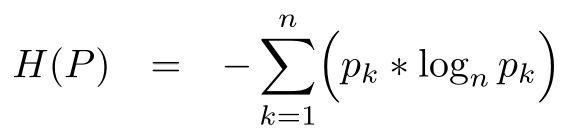 H(P) = − ∑_{k=1}^{n} (p_k ∗ log_n p_k)